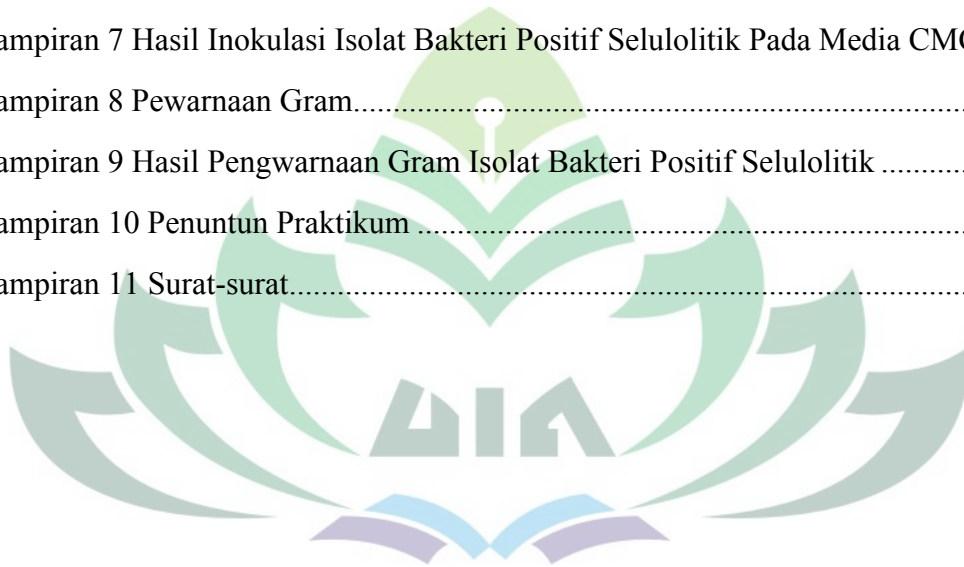 ampiran 7 Hasil Inokulasi Isolat Bakteri Positif Selulolitik Pada Media CM
ampiran 8 Pewarnaan Gram
ampiran 9 Hasil Pengwarnaan Gram Isolat Bakteri Positif Selulolitik
ampiran 10 Penuntun Praktikum
ampiran 11 Surat-surat
UIN